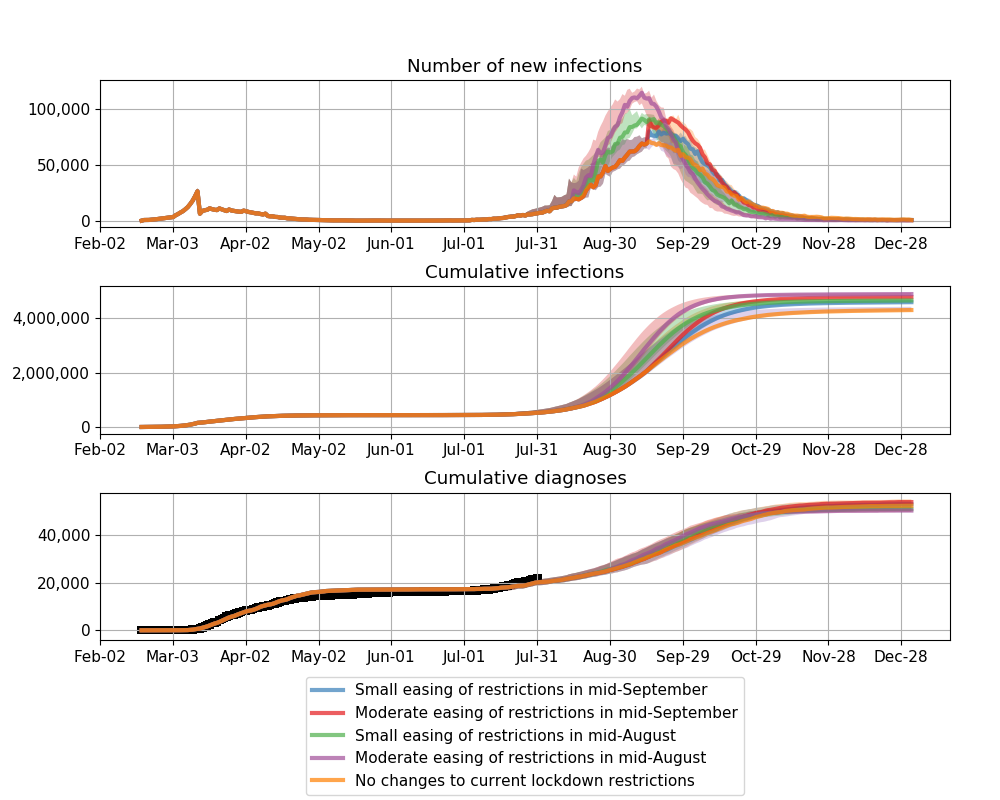 Number of new infections
100,000
50,000
0
Feb-02 Mar-03 Apr-02 May-02 Jun-01 Jul-01 Jul-31 Aug-30 Sep-29 Oct-29 Nov-28 Dec-28
Cumulative infections
4,000,000
2,000,000
0
Feb-02 Mar-03 Apr-02 May-02 Jun-01 Jul-01 Jul-31 Aug-30 Sep-29 Oct-29 Nov-28 Dec-28
Cumulative diagnoses
40,000
20,000
0
Feb-02 Mar-03 Apr-02 May-02 Jun-01 Jul-01 Jul-31 Aug-30 Sep-29 Oct-29 Nov-28 Dec-28
Small easing of restrictions in mid-September
Moderate easing of restrictions in mid-September
Small easing of restrictions in mid-August
Moderate easing of restrictions in mid-August
No changes to current lockdown restrictions